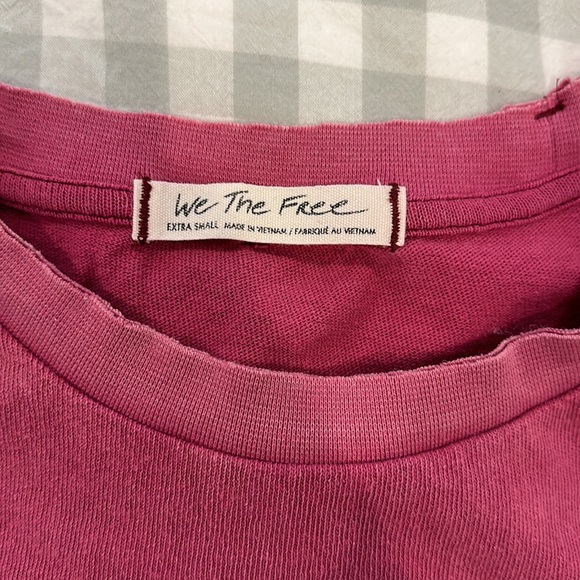 We The Free
EXTRA SMALL MADE IN VIETNAM / FABRIQUÉ AU VIETNAM